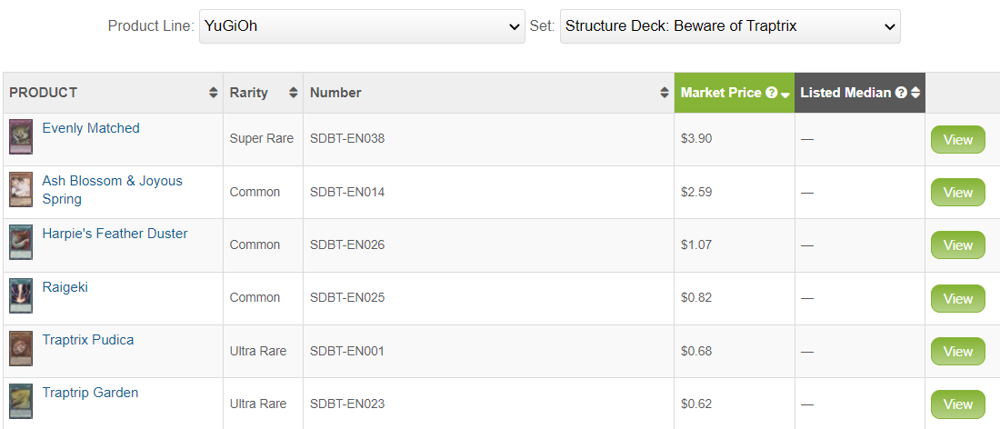 Product Line: YuGiOh Set: Structure Deck: Beware of Traptrix
PRODUCT Rarity Number Market Price ? Listed Median ?
Evenly Matched Super Rare SDBT-EN038 $3.90 — View
Ash Blossom & Joyous
Spring Common SDBT-EN014 $2.59 — View
Harpie's Feather Duster Common SDBT-EN026 $1.07 — View
Raigeki Common SDBT-EN025 $0.82 — View
Traptrix Pudica Ultra Rare SDBT-EN001 $0.68 — View
Traptrip Garden Ultra Rare SDBT-EN023 $0.62 — View